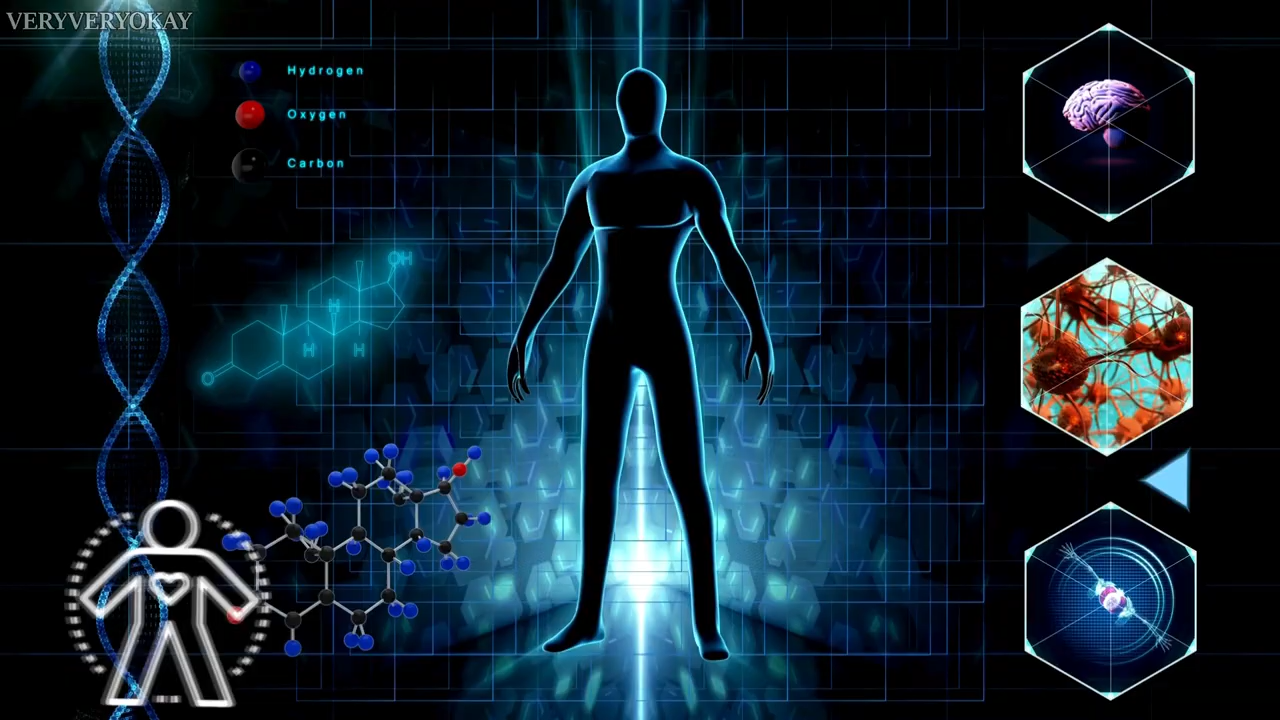 VERYVERYOKAY
Hydrogen
Oxygen
Carbon
OH
H
H H
O